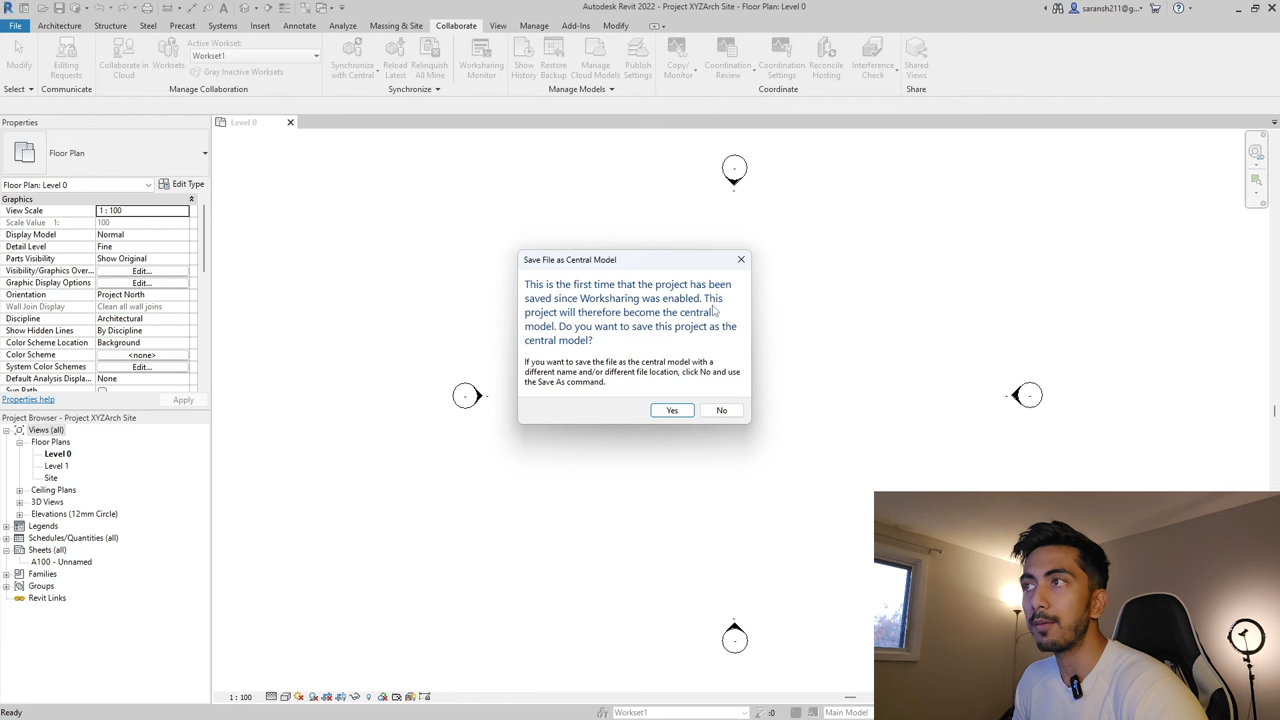 Autodesk Revit 2022 - Project XYZArch Site - Floor Plan: Level 0
saransh211@g...
File Architecture Structure Steel Precast Systems Insert Annotate Analyze Massing & Site Collaborate View Manage Add-Ins Modify
Modify
Select
Editing Requests
Communicate
Collaborate in Cloud
Worksets
Active Workset:
Workset1
Gray Inactive Worksets
Manage Collaboration
Synchronize with Central
Reload Latest
Relinquish All Mine
Synchronize
Worksharing Monitor
Show History
Restore Backup
Manage Cloud Models
Publish Settings
Manage Models
Copy/ Monitor
Coordination Review
Coordination Settings
Reconcile Hosting
Interference Check
Coordinate
Shared Views
Share
Properties
Level 0
Floor Plan
Floor Plan: Level 0
Edit Type
Graphics
View Scale 1 : 100
Scale Value 1: 100
Display Model Normal
Detail Level Fine
Parts Visibility Show Original
Visibility/Graphics Over... Edit...
Graphic Display Options Edit...
Orientation Project North
Wall Join Display Clean all wall joins
Discipline Architectural
Show Hidden Lines By Discipline
Color Scheme Location Background
Color Scheme <none>
System Color Schemes Edit...
Default Analysis Displa... None
Sun Path
Properties help Apply
Project Browser - Project XYZArch Site
Views (all)
Floor Plans
Level 0
Level 1
Site
Ceiling Plans
3D Views
Elevations (12mm Circle)
Legends
Schedules/Quantities (all)
Sheets (all)
A100 - Unnamed
Families
Groups
Revit Links
Save File as Central Model
This is the first time that the project has been
saved since Worksharing was enabled. This
project will therefore become the central
model. Do you want to save this project as the
central model?
If you want to save the file as the central model with a
different name and/or different file location, click No and use
the Save As command.
Yes No
1 : 100
Ready
Workset1
:0
Main Model